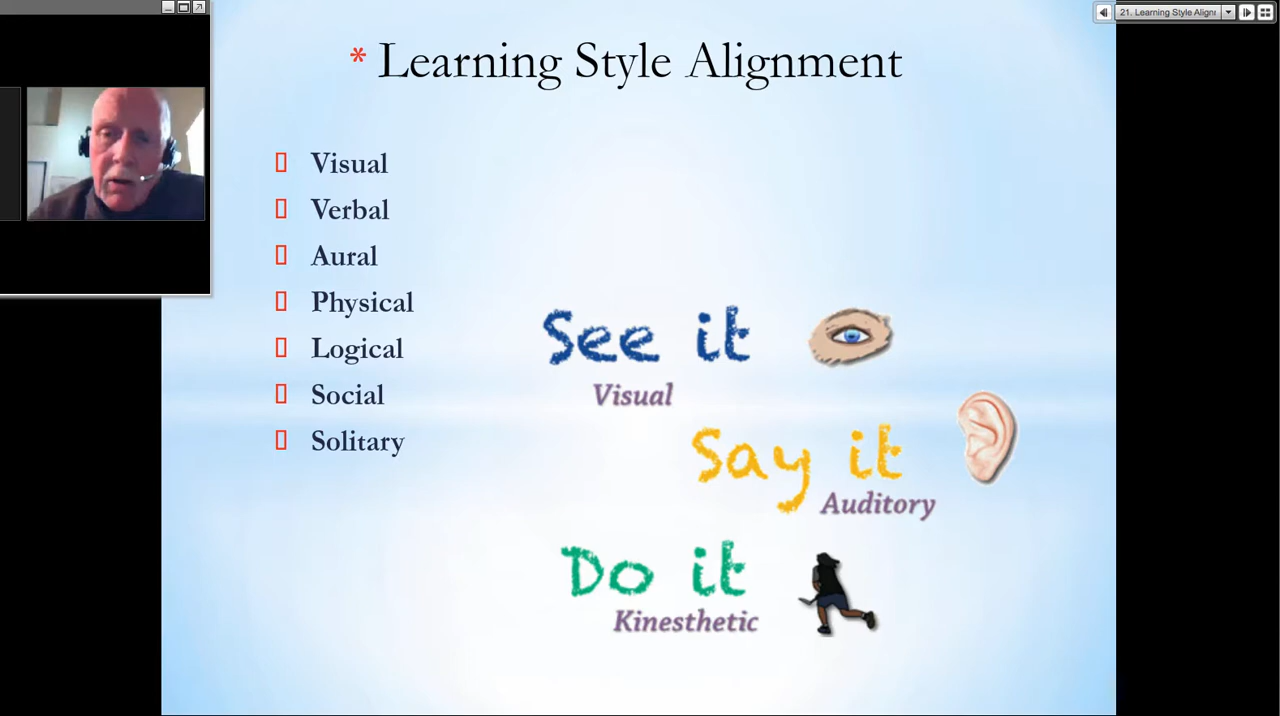 21. Learning Style Alignr
* Learning Style Alignment
Visual
Verbal
Aural
Physical
Logical
Social
Solitary
See it
Visual
Say it
Auditory
Do it
Kinesthetic